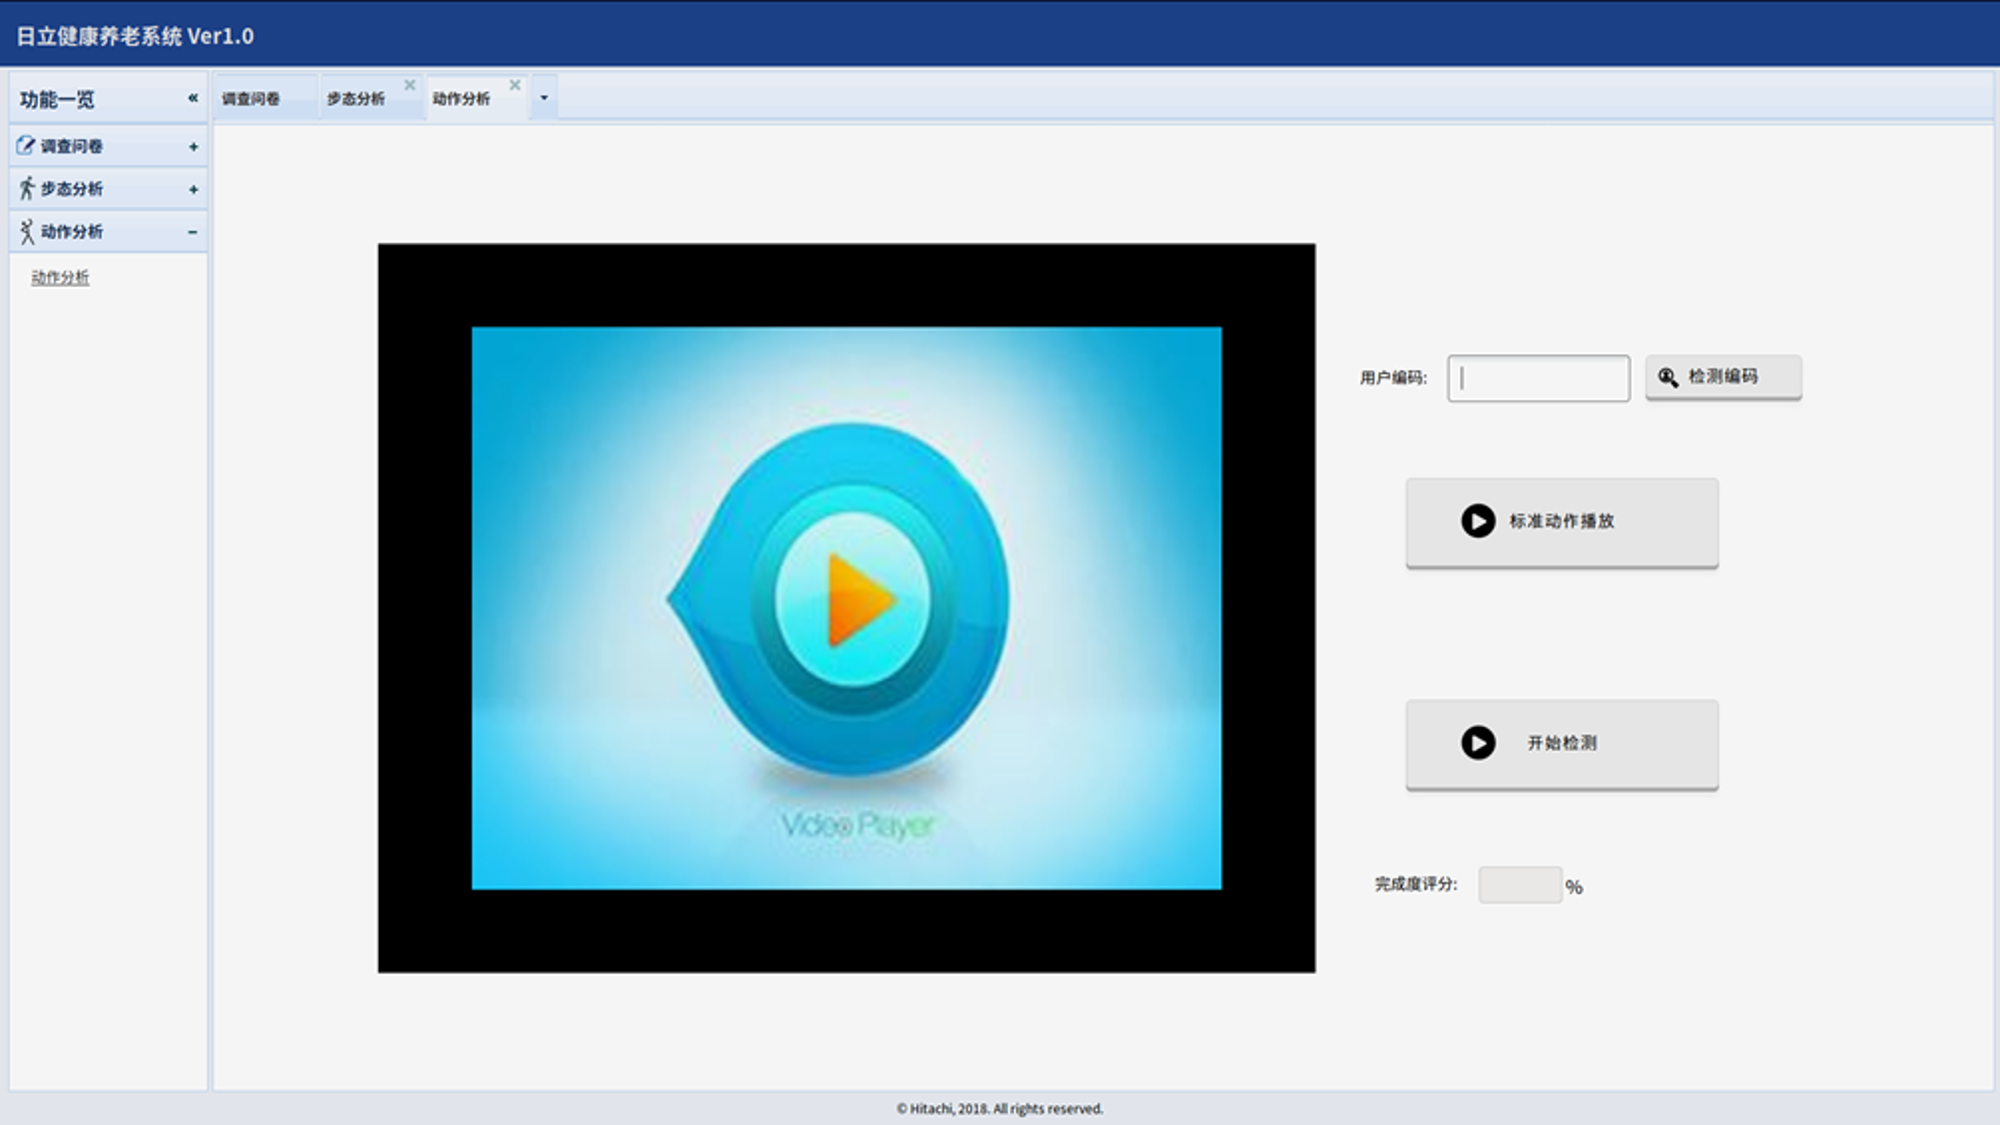 日立健康养老系统 Ver1.0
功能一览 «
调查问卷 步态分析 动作分析
调查问卷 +
步态分析 +
动作分析 −
动作分析
用户编码: 检测编码
标准动作播放
开始检测
Video Player
完成度评分: %
© Hitachi, 2018. All rights reserved.